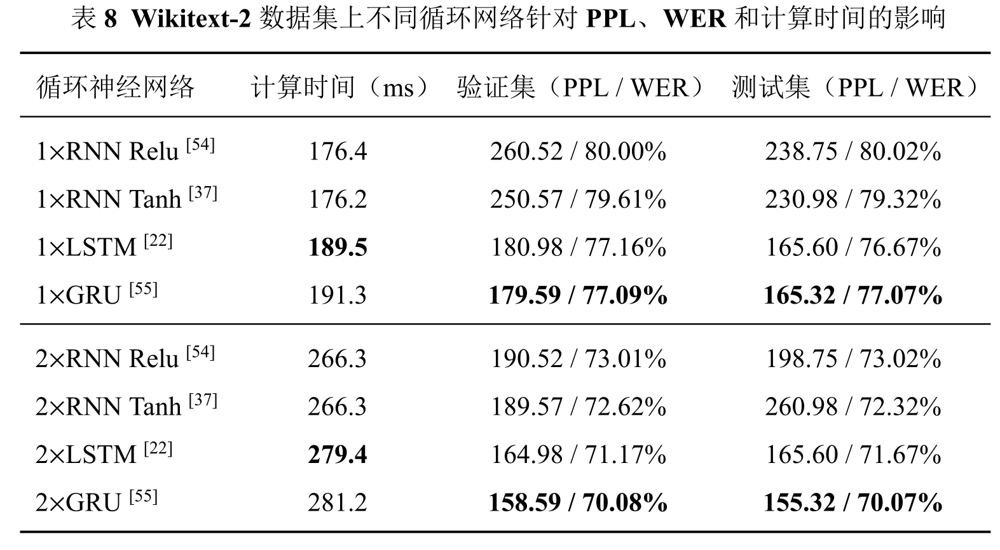 表 8 Wikitext-2 数据集上不同循环网络针对 PPL、WER 和计算时间的影响
循环神经网络 计算时间（ms） 验证集（PPL / WER） 测试集（PPL / WER）
1×RNN Relu [54] 176.4 260.52 / 80.00% 238.75 / 80.02%
1×RNN Tanh [37] 176.2 250.57 / 79.61% 230.98 / 79.32%
1×LSTM [22] 189.5 180.98 / 77.16% 165.60 / 76.67%
1×GRU [55] 191.3 179.59 / 77.09% 165.32 / 77.07%
2×RNN Relu [54] 266.3 190.52 / 73.01% 198.75 / 73.02%
2×RNN Tanh [37] 266.3 189.57 / 72.62% 260.98 / 72.32%
2×LSTM [22] 279.4 164.98 / 71.17% 165.60 / 71.67%
2×GRU [55] 281.2 158.59 / 70.08% 155.32 / 70.07%